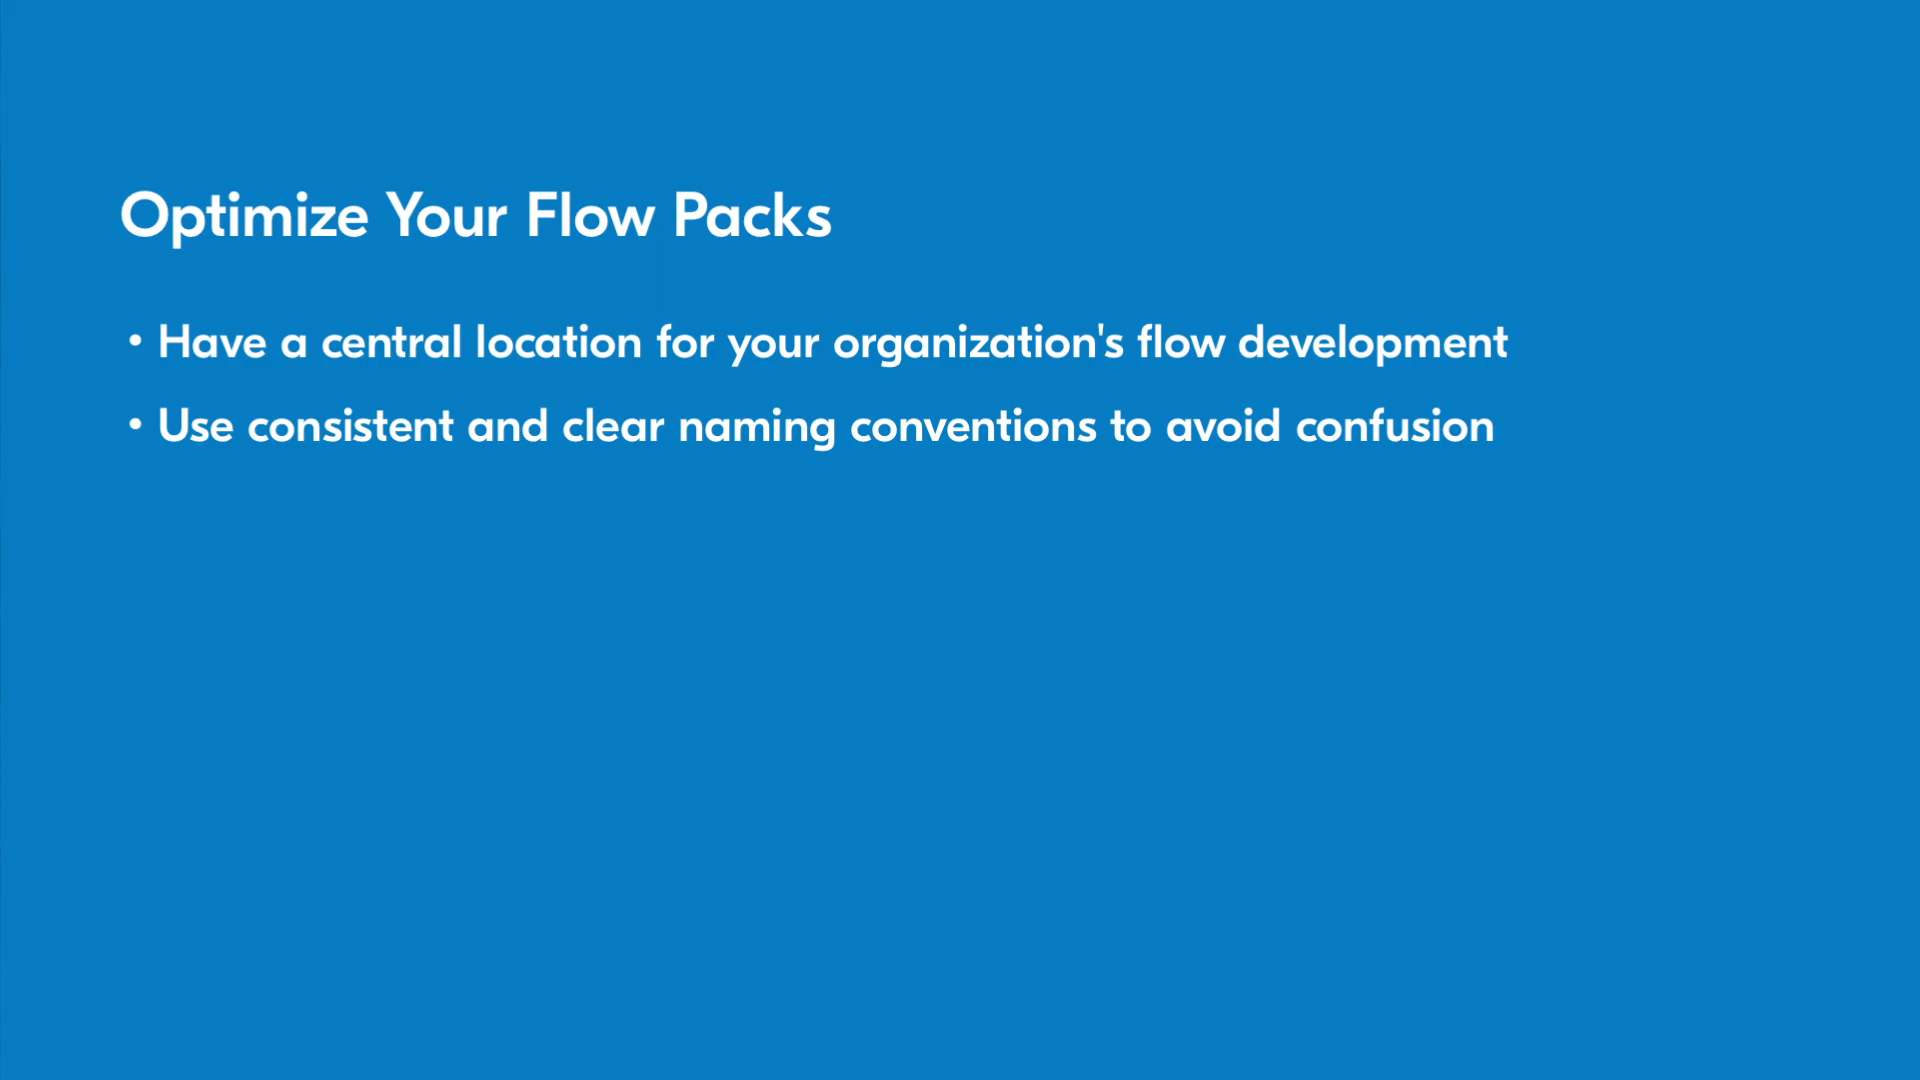 Optimize Your Flow Packs
• Have a central location for your organization's flow development
• Use consistent and clear naming conventions to avoid confusion